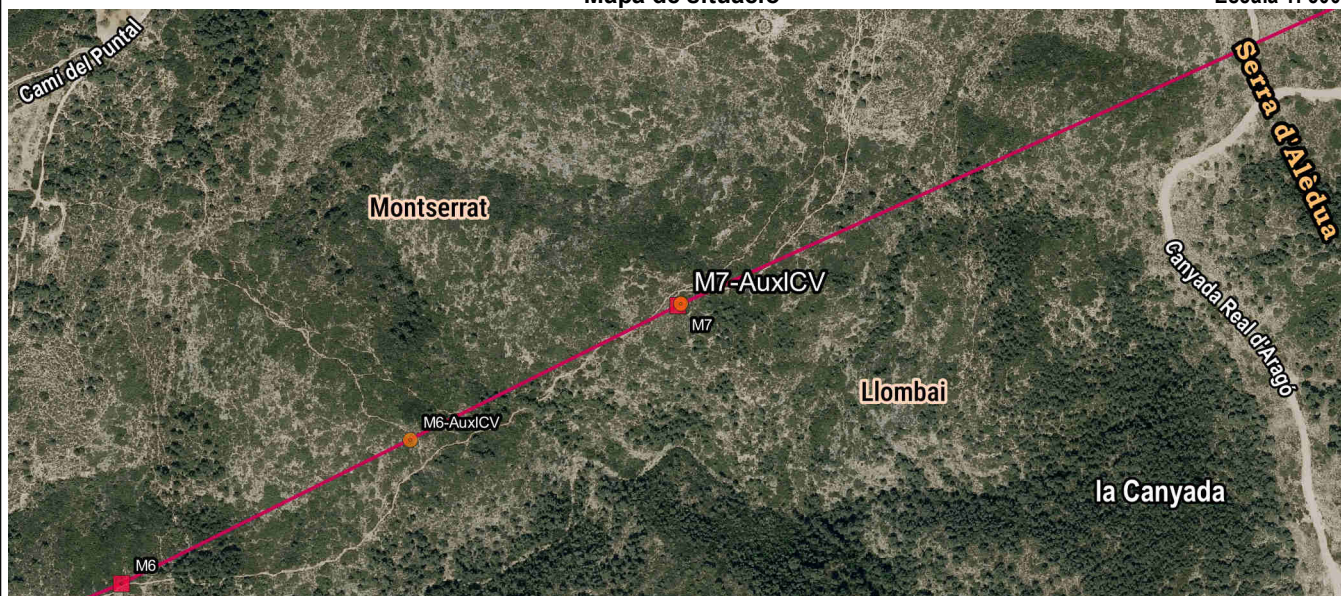 Camí del Puntal
Serra d'Alèdua
Montserrat
Canyada Real d'Aragó
M7-AuxICV
M7
Llombai
M6-AuxICV
la Canyada
M6